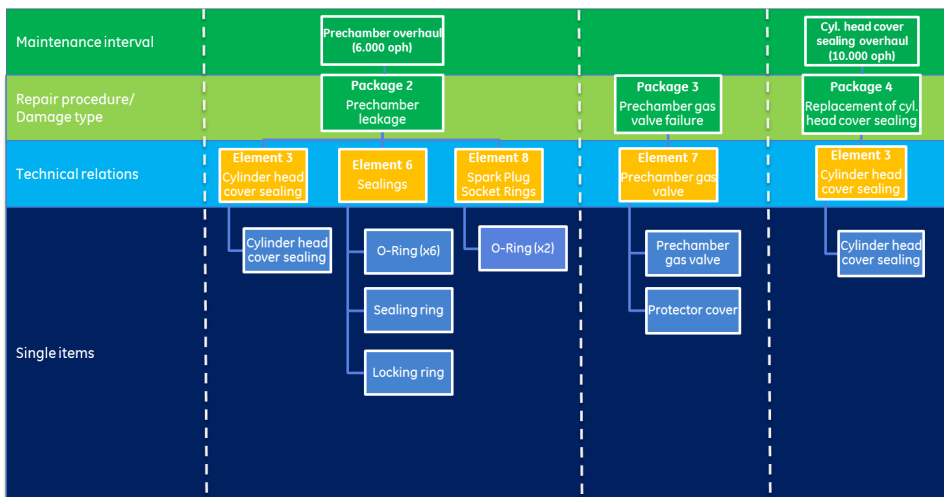 Maintenance interval
Prechamber overhaul
(6.000 oph)
Cyl. head cover
sealing overhaul
(10.000 oph)
Repair procedure/
Damage type
Package 2
Prechamber
leakage
Package 3
Prechamber gas
valve failure
Package 4
Replacement of cyl.
head cover sealing
Technical relations
Element 3
Cylinder head
cover sealing
Element 6
Sealings
Element 8
Spark Plug
Socket Rings
Element 7
Prechamber gas
valve
Element 3
Cylinder head
cover sealing
Single items
Cylinder head
cover sealing
O-Ring (x6)
Sealing ring
Locking ring
O-Ring (x2)
Prechamber
gas valve
Protector cover
Cylinder head
cover sealing